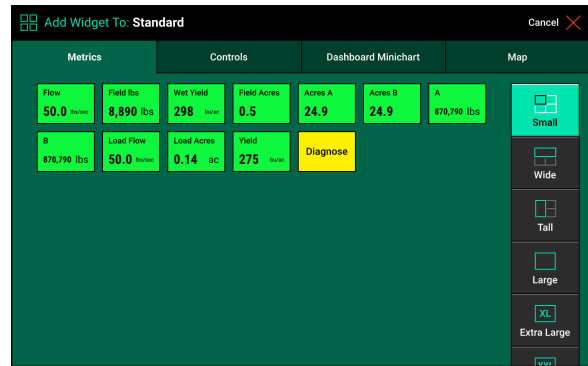 Add Widget To: Standard
Cancel
Metrics
Controls
Dashboard Minichart
Map
Flow
50.0 lbs/sec
Field lbs
8,890 lbs
Wet Yield
298 bu/ac
Field Acres
0.5
Acres A
24.9
Acres B
24.9
A
870,790 lbs
B
870,790 lbs
Load Flow
50.0 lbs/sec
Load Acres
0.14 ac
Yield
275 bu/ac
Diagnose
Small
Wide
Tall
Large
XL
Extra Large
XXL